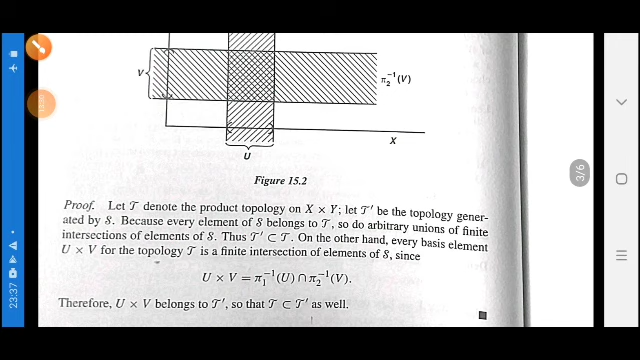 V
π₂⁻¹(V)
X
U
Figure 15.2
3/6
Proof. Let 𝒯 denote the product topology on X × Y; let 𝒯′ be the topology gener-
ated by 𝒮. Because every element of 𝒮 belongs to 𝒯, so do arbitrary unions of finite
intersections of elements of 𝒮. Thus 𝒯′ ⊂ 𝒯. On the other hand, every basis element
U × V for the topology 𝒯 is a finite intersection of elements of 𝒮, since
U × V = π₁⁻¹(U) ∩ π₂⁻¹(V).
Therefore, U × V belongs to 𝒯′, so that 𝒯 ⊂ 𝒯′ as well.
23:37